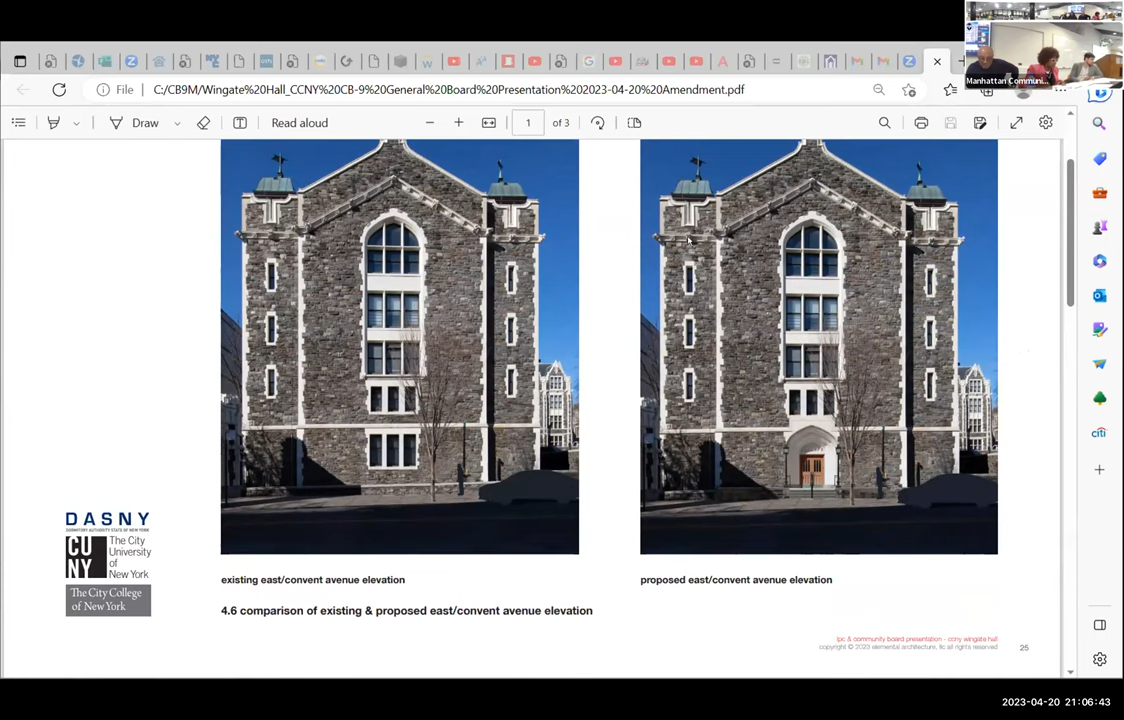 Manhattan Communi...
File
C:/CB9M/Wingate%20Hall_CCNY%20CB-9%20General%20Board%20Presentation%202023-04-20%20Amendment.pdf
Draw
Read aloud
1
of 3
citi
DASNY
DORMITORY AUTHORITY STATE OF NEW YORK
CU
NY
The City
University
of
New York
The City College
of New York
existing east/convent avenue elevation
proposed east/convent avenue elevation
4.6 comparison of existing & proposed east/convent avenue elevation
lpc & community board presentation - ccny wingate hall
copyright © 2023 elemental architecture, llc all rights reserved
25
2023-04-20 21:06:43